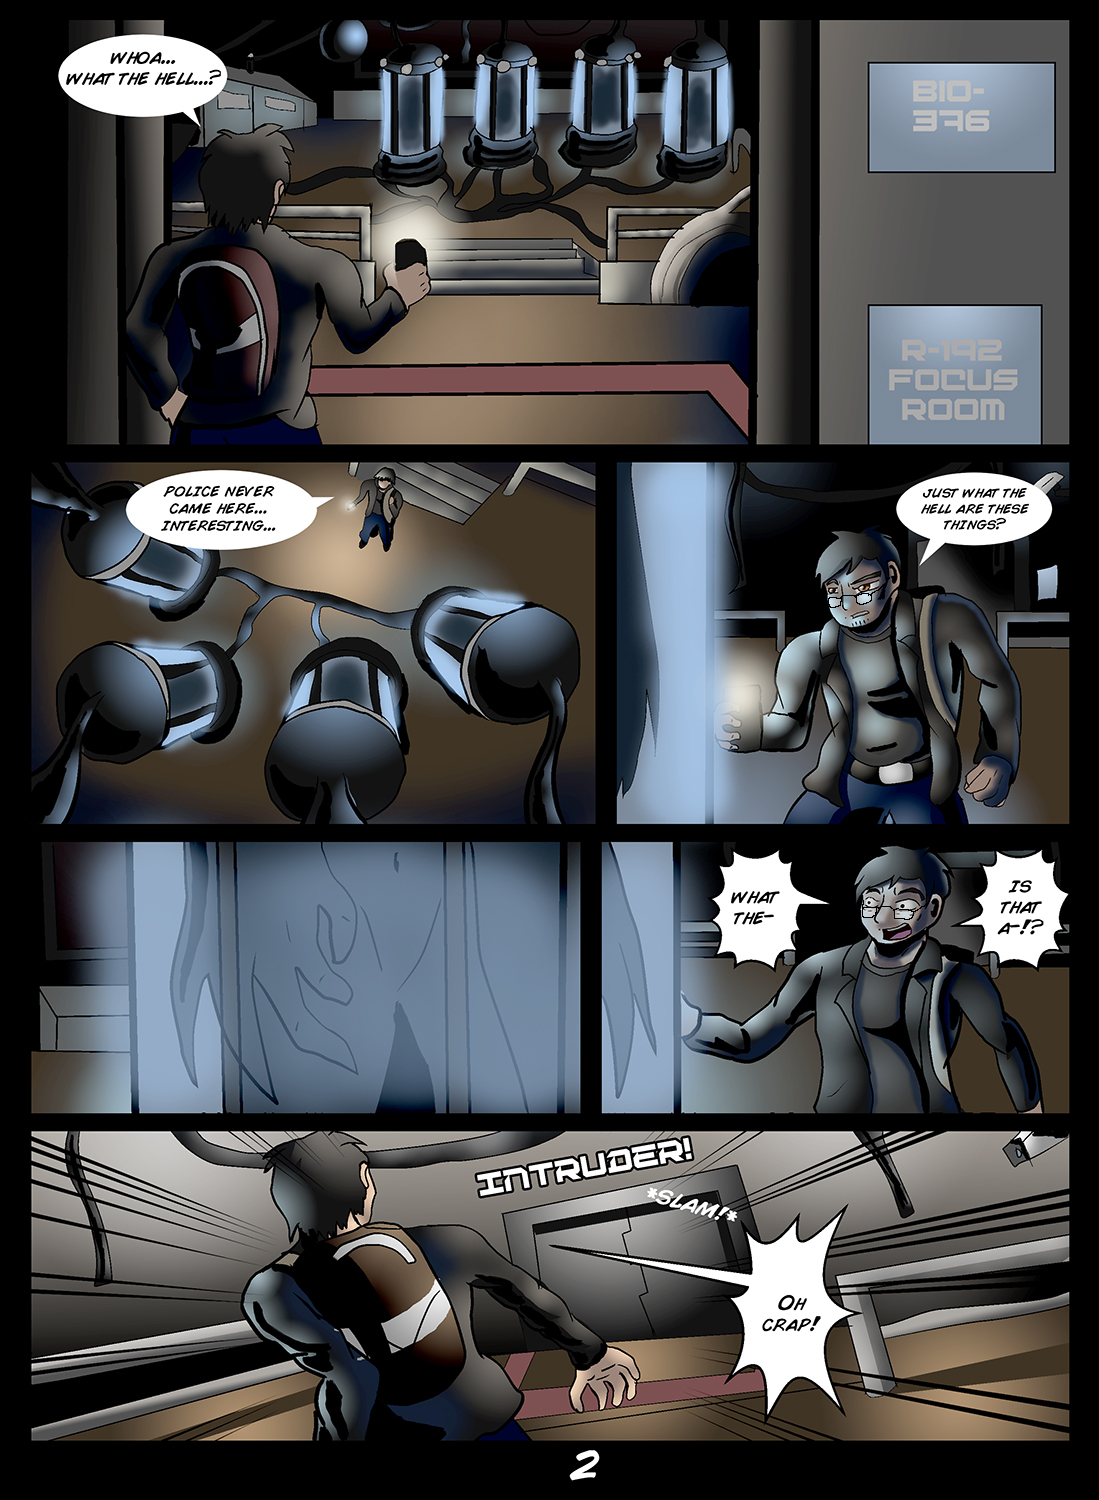 WHOA...
WHAT THE HELL...?
BIO-
376
R-192
FOCUS
ROOM
POLICE NEVER
CAME HERE...
INTERESTING...
JUST WHAT THE
HELL ARE THESE
THINGS?
WHAT
THE-
IS
THAT
A-!?
INTRUDER!
*SLAM!*
OH
CRAP!
2